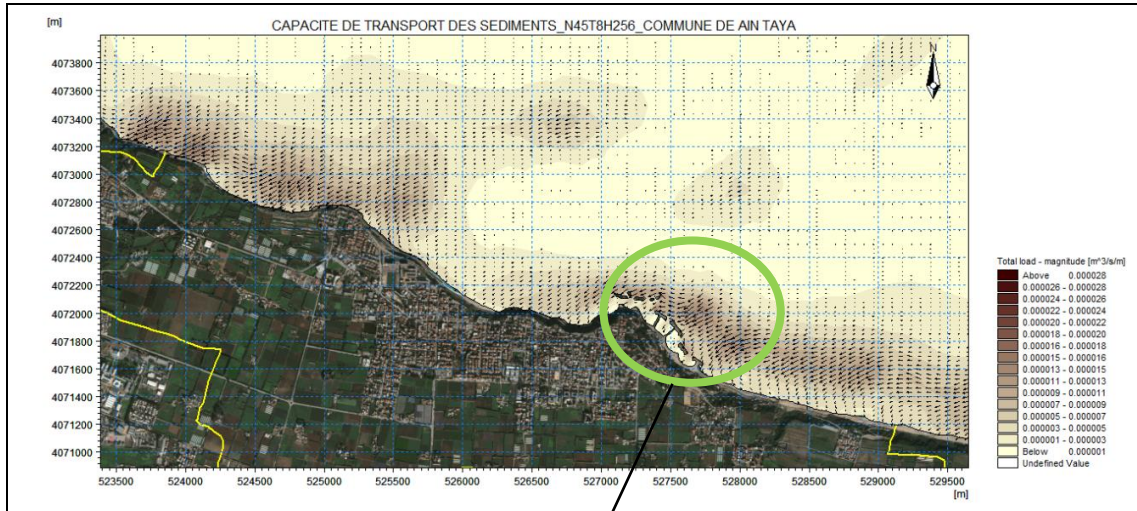 [m]
CAPACITE DE TRANSPORT DES SEDIMENTS_N45T8H256_COMMUNE DE AIN TAYA
N
4073800
4073600
4073400
4073200
4073000
4072800
4072600
4072400
4072200
4072000
4071800
4071600
4071400
4071200
4071000
523500 524000 524500 525000 525500 526000 526500 527000 527500 528000 528500 529000 529500
[m]
Total load - magnitude [m^3/s/m]
Above 0.000028
0.000026 - 0.000028
0.000024 - 0.000026
0.000022 - 0.000024
0.000020 - 0.000022
0.000018 - 0.000020
0.000016 - 0.000018
0.000015 - 0.000016
0.000013 - 0.000015
0.000011 - 0.000013
0.000009 - 0.000011
0.000007 - 0.000009
0.000005 - 0.000007
0.000003 - 0.000005
0.000001 - 0.000003
Below 0.000001
Undefined Value